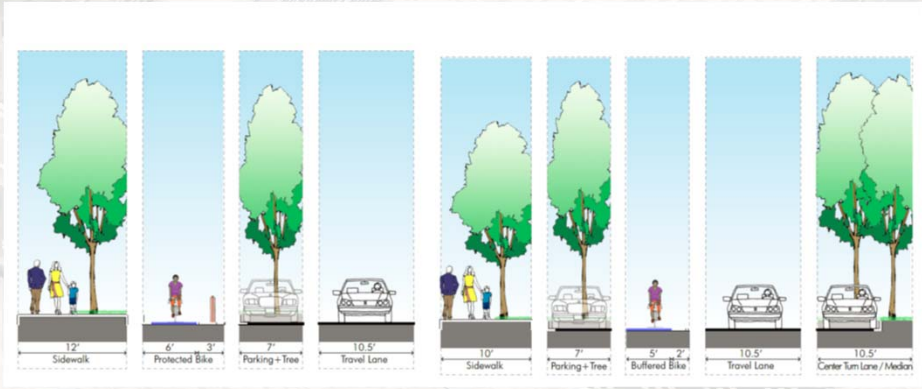 12'
Sidewalk
6' 3'
Protected Bike
7'
Parking+Tree
10.5'
Travel Lane
10'
Sidewalk
7'
Parking+Tree
5' 2'
Buffered Bike
10.5'
Travel Lane
10.5'
Center Turn Lane / Median